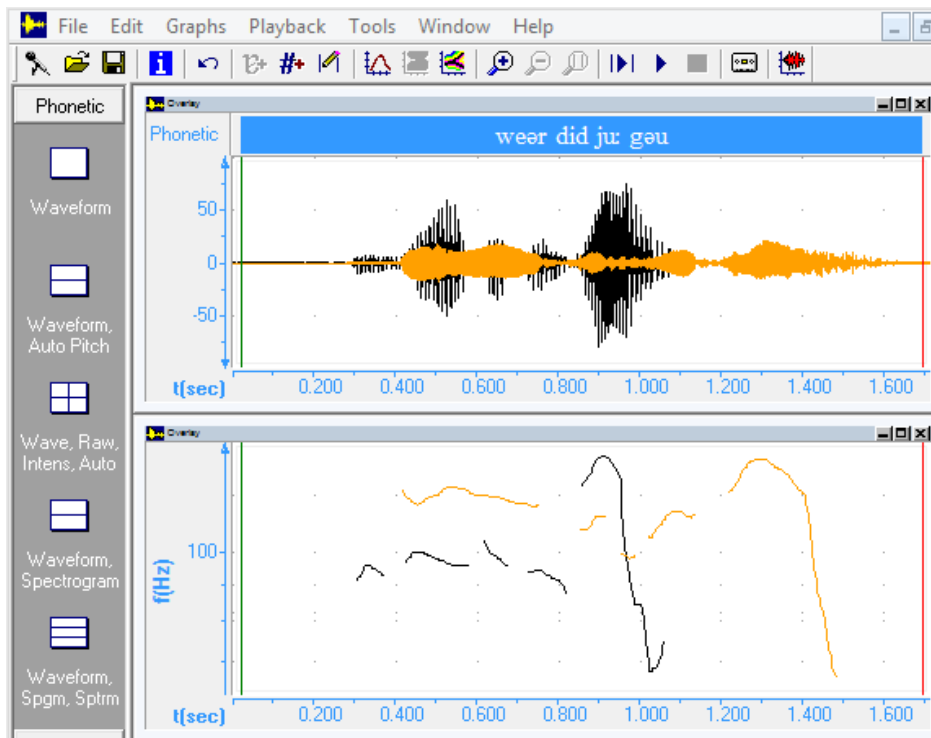 File Edit Graphs Playback Tools Window Help
Phonetic
Waveform
Waveform,
Auto Pitch
Wave, Raw,
Intens, Auto
Waveform,
Spectrogram
Waveform,
Spgm, Sptrm
Overlay
Phonetic
weər did juː gəu
50
0
-50
t(sec) 0.200 0.400 0.600 0.800 1.000 1.200 1.400 1.600
Overlay
100
f(Hz)
t(sec) 0.200 0.400 0.600 0.800 1.000 1.200 1.400 1.600